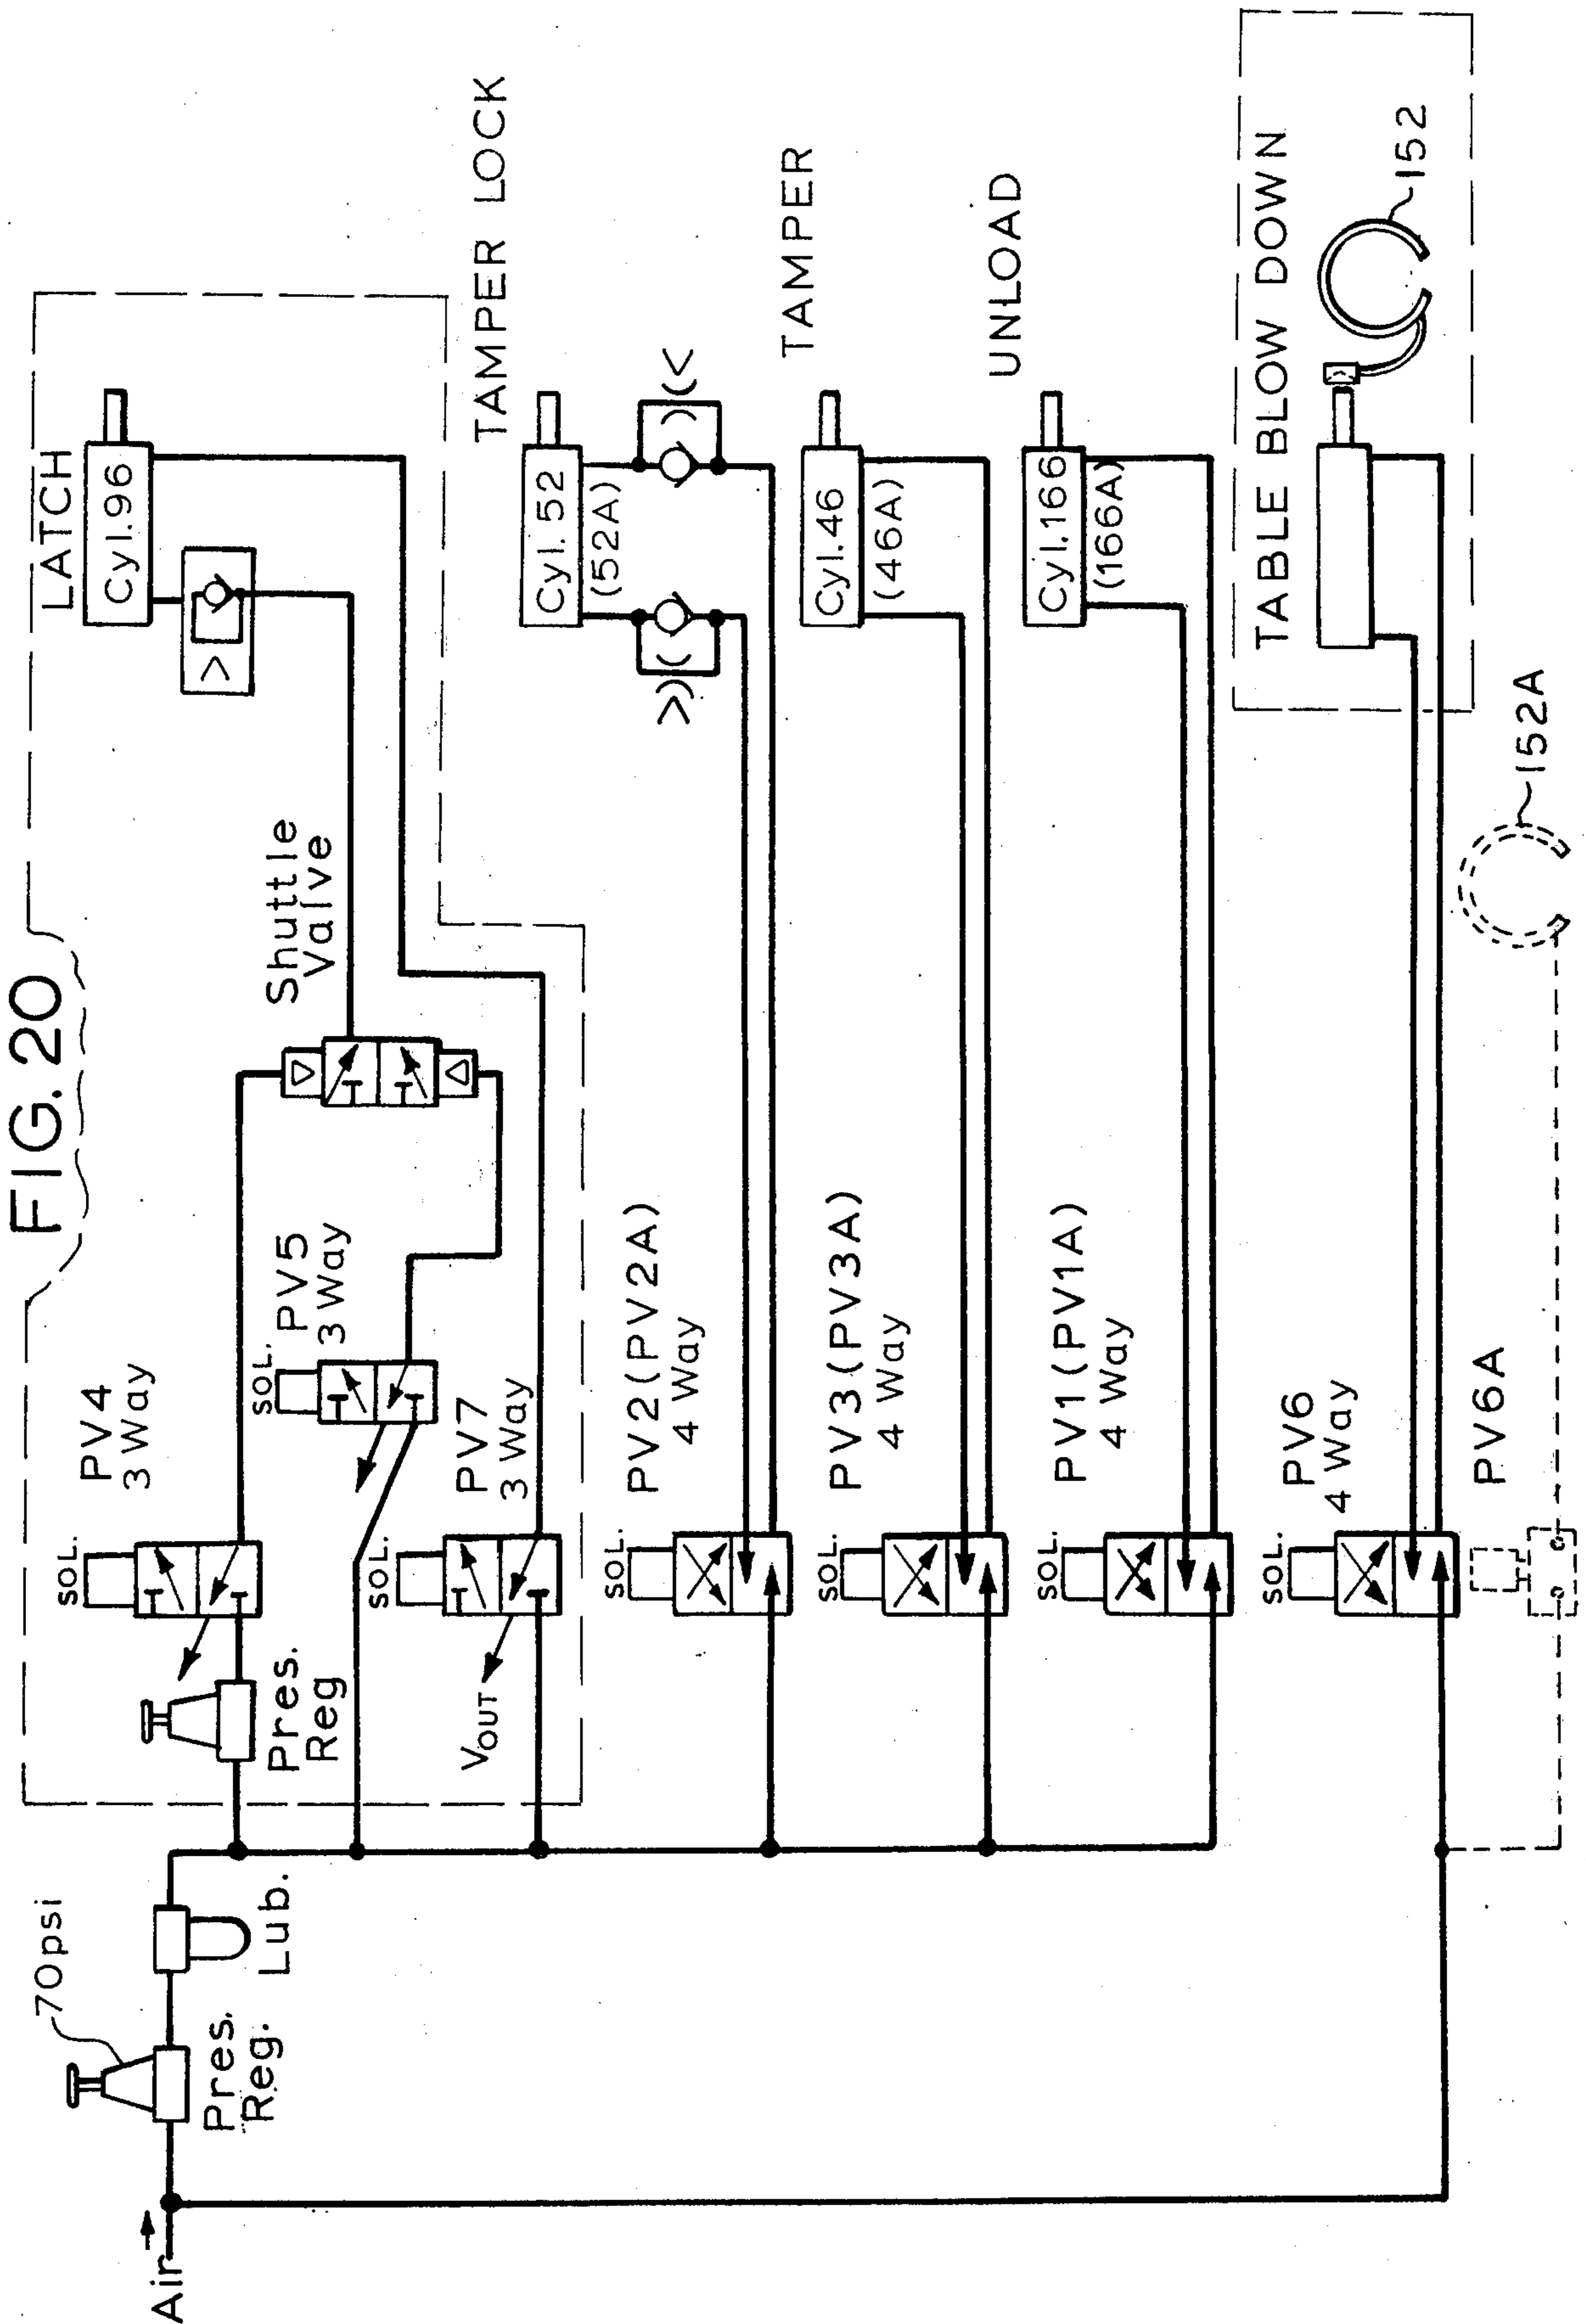 FIG. 20
Air
70psi
Pres.
Reg.
Lub.
Pres.
Reg
SOL.
PV4
3 Way
SOL.
PV5
3 Way
SOL.
PV7
3 Way
VOUT
Shuttle
Valve
LATCH
Cyl.96
TAMPER LOCK
SOL.
PV2(PV2A)
4 Way
Cyl.52
(52A)
TAMPER
SOL.
PV3(PV3A)
4 Way
Cyl.46
(46A)
UNLOAD
SOL.
PV1(PV1A)
4 Way
Cyl.166
(166A)
TABLE BLOW DOWN
SOL.
PV6
4 Way
152
PV6A
152A